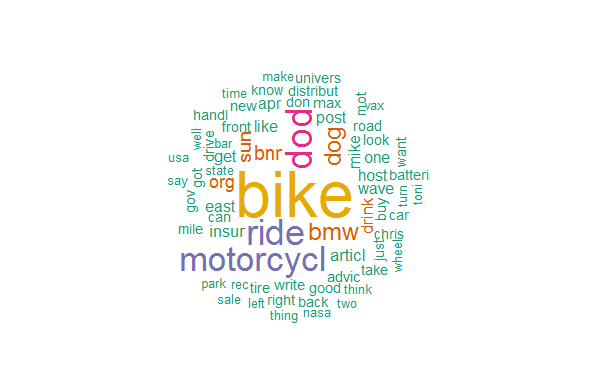 make univers
time know distribut
new apr don max mot vax
handl front like dod post road
well drive bar sun bnr dog mike look want
usa get one
say got state org bike host batteri
gov east wave turn toni
can drink buy car
mile insur ride bmw just chris
motorcycl articl wheel
advic take
park rec tire write good think
sale left right back two
thing nasa